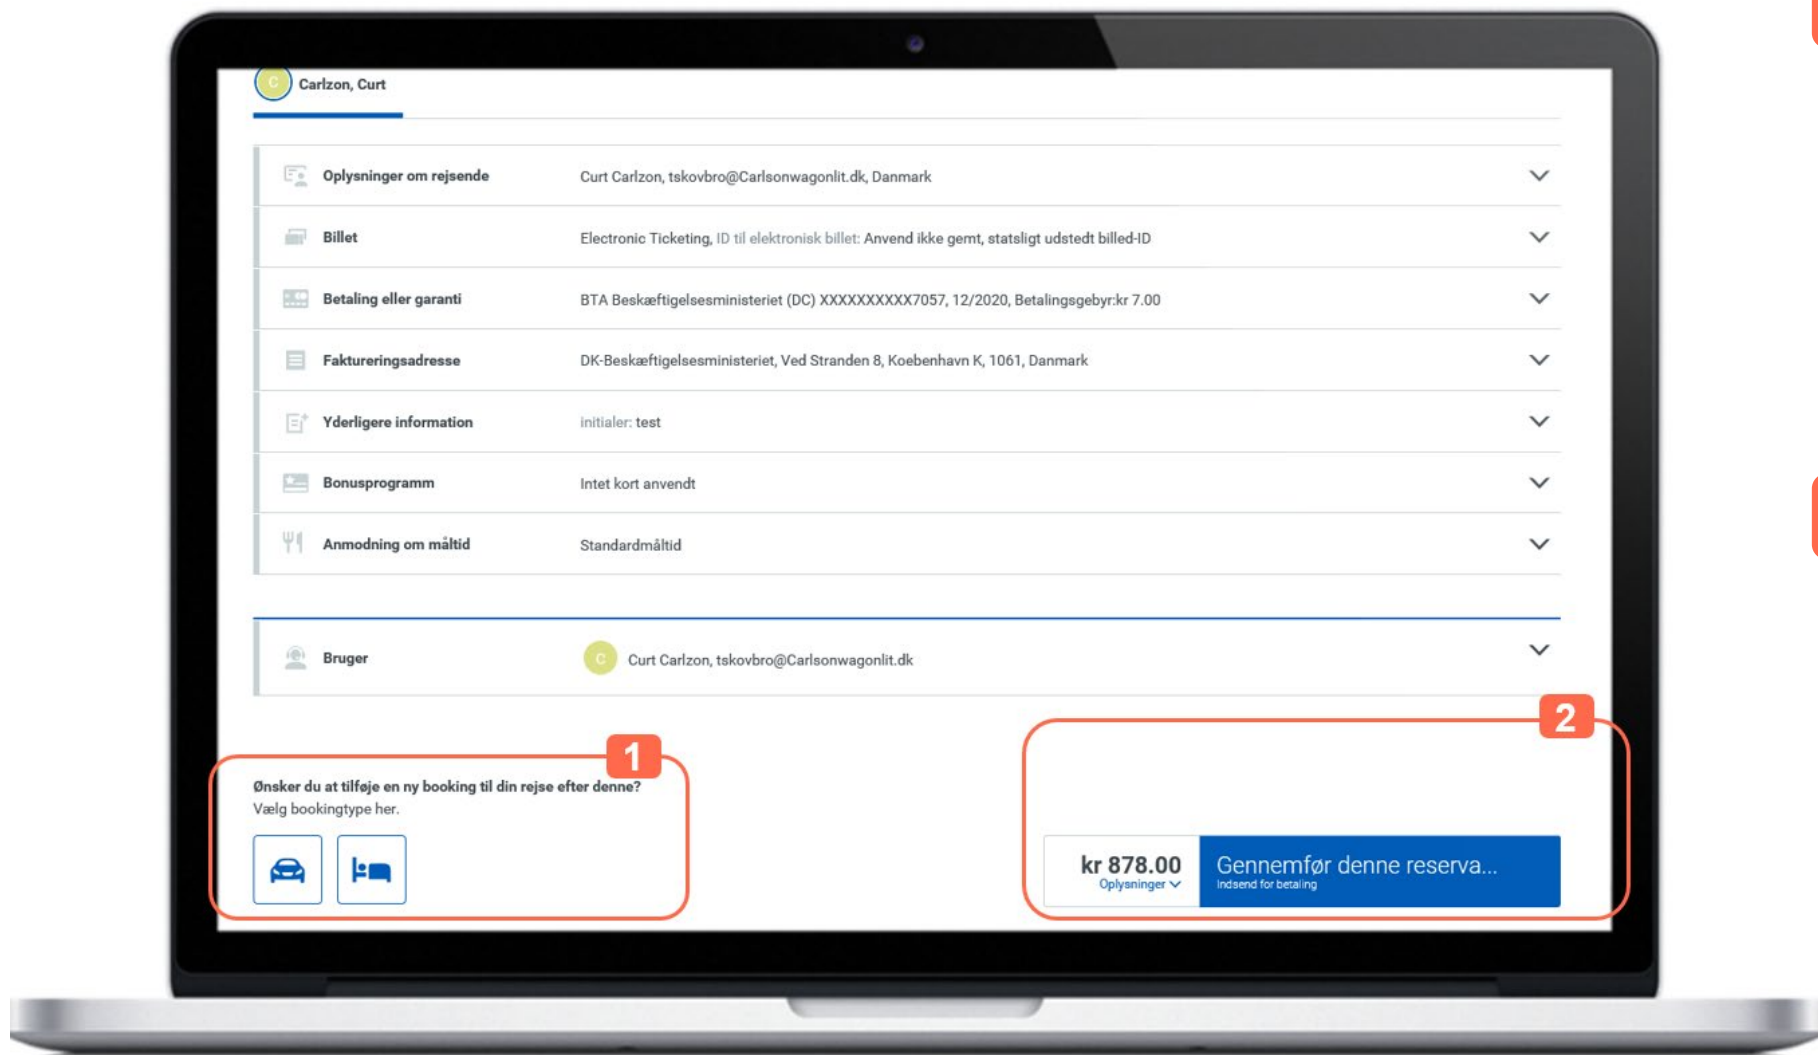 C Carlzon, Curt
Oplysninger om rejsende Curt Carlzon, tskovbro@Carlsonwagonlit.dk, Danmark
Billet Electronic Ticketing, ID til elektronisk billet: Anvend ikke gemt, statsligt udstedt billed-ID
Betaling eller garanti BTA Beskæftigelsesministeriet (DC) XXXXXXXXXX7057, 12/2020, Betalingsgebyr:kr 7.00
Faktureringsadresse DK-Beskæftigelsesministeriet, Ved Stranden 8, Koebenhavn K, 1061, Danmark
Yderligere information initialer: test
Bonusprogramm Intet kort anvendt
Anmodning om måltid Standardmåltid
Bruger C Curt Carlzon, tskovbro@Carlsonwagonlit.dk
1
Ønsker du at tilføje en ny booking til din rejse efter denne?
Vælg bookingtype her.
2
kr 878.00
Oplysninger
Gennemfør denne reserva...
Indsend for betaling